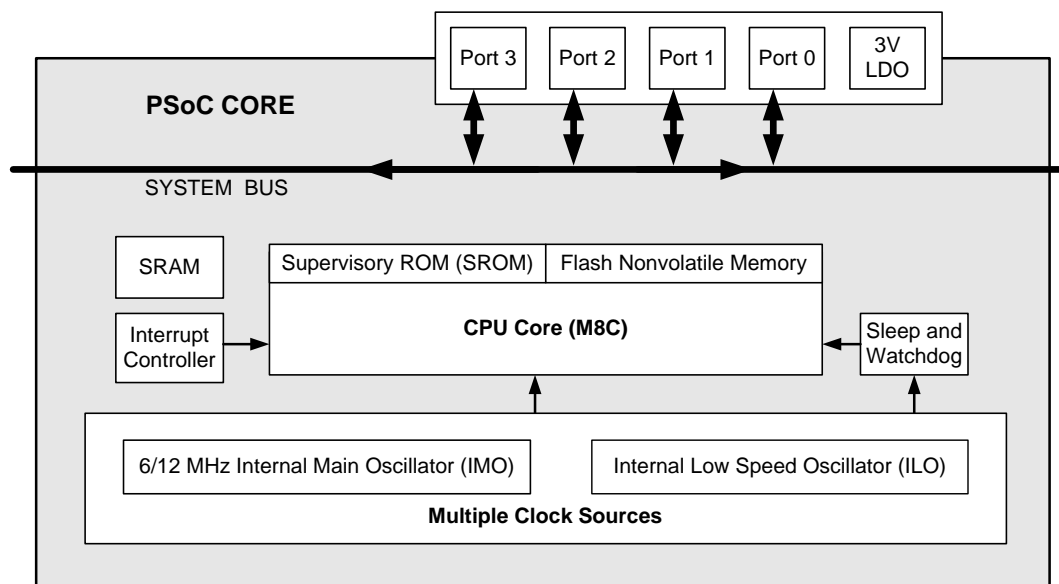 Port 3
Port 2
Port 1
Port 0
3V
LDO
PSoC CORE
SYSTEM BUS
SRAM
Supervisory ROM (SROM)
Flash Nonvolatile Memory
CPU Core (M8C)
Interrupt
Controller
Sleep and
Watchdog
6/12 MHz Internal Main Oscillator (IMO)
Internal Low Speed Oscillator (ILO)
Multiple Clock Sources